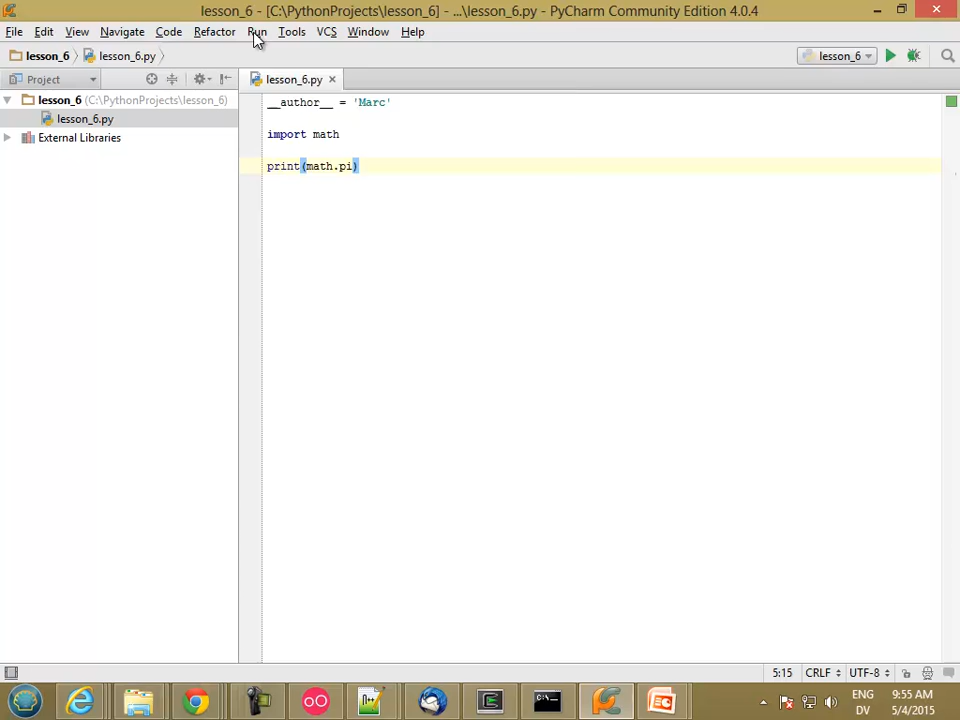 lesson_6 - [C:\PythonProjects\lesson_6] - ...\lesson_6.py - PyCharm Community Edition 4.0.4
File Edit View Navigate Code Refactor Run Tools VCS Window Help
lesson_6 lesson_6.py lesson_6
Project lesson_6.py
lesson_6 (C:\PythonProjects\lesson_6)
lesson_6.py
External Libraries
__author__ = 'Marc'
import math
print(math.pi)
5:15 CRLF UTF-8
ENG 9:55 AM
DV 5/4/2015